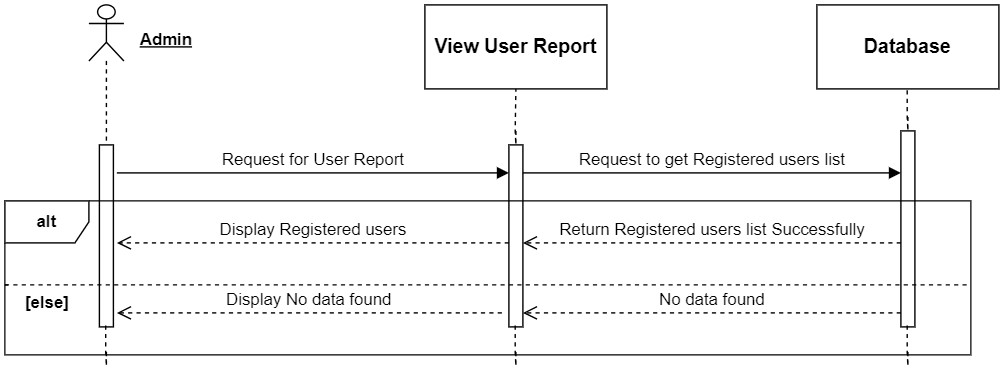 Admin
View User Report
Database
Request for User Report
Request to get Registered users list
alt
Display Registered users
Return Registered users list Successfully
[else]
Display No data found
No data found